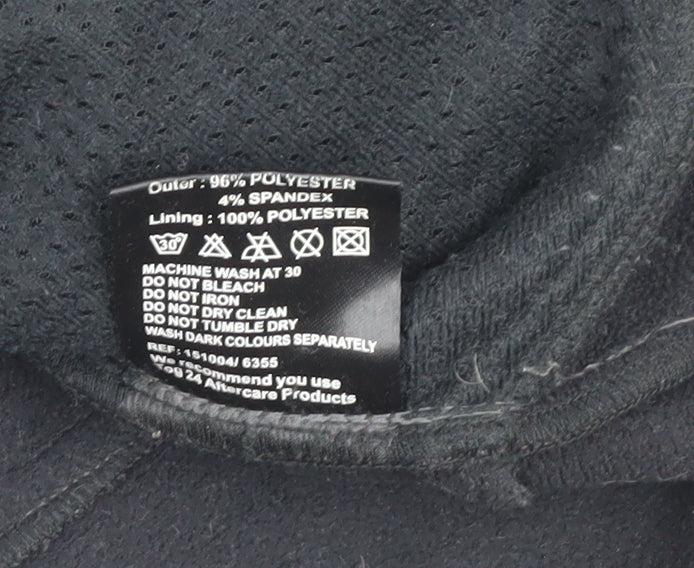 Outer : 96% POLYESTER
4% SPANDEX
Lining : 100% POLYESTER
30°
MACHINE WASH AT 30
DO NOT BLEACH
DO NOT IRON
DO NOT DRY CLEAN
DO NOT TUMBLE DRY
WASH DARK COLOURS SEPARATELY
REF: 151004/ 6355
We recommend you use
Tog 24 Aftercare Products